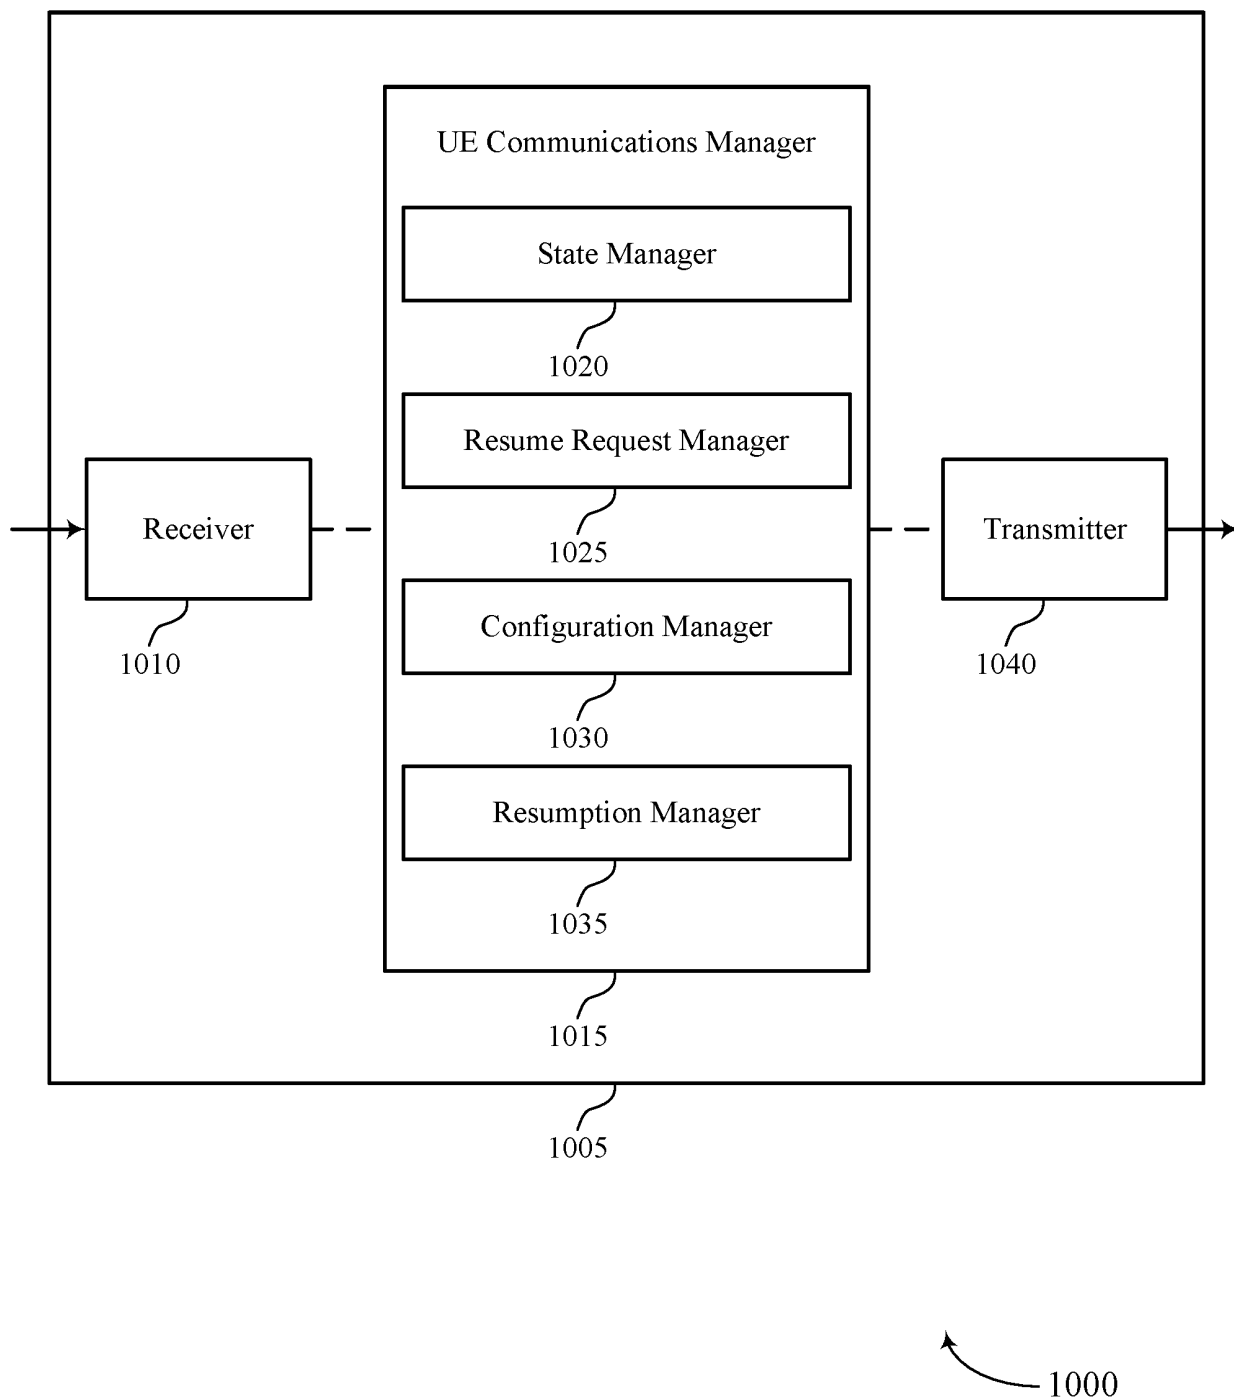 UE Communications Manager
State Manager
1020
Resume Request Manager
1025
Receiver
1010
Transmitter
1040
Configuration Manager
1030
Resumption Manager
1035
1015
1005
1000